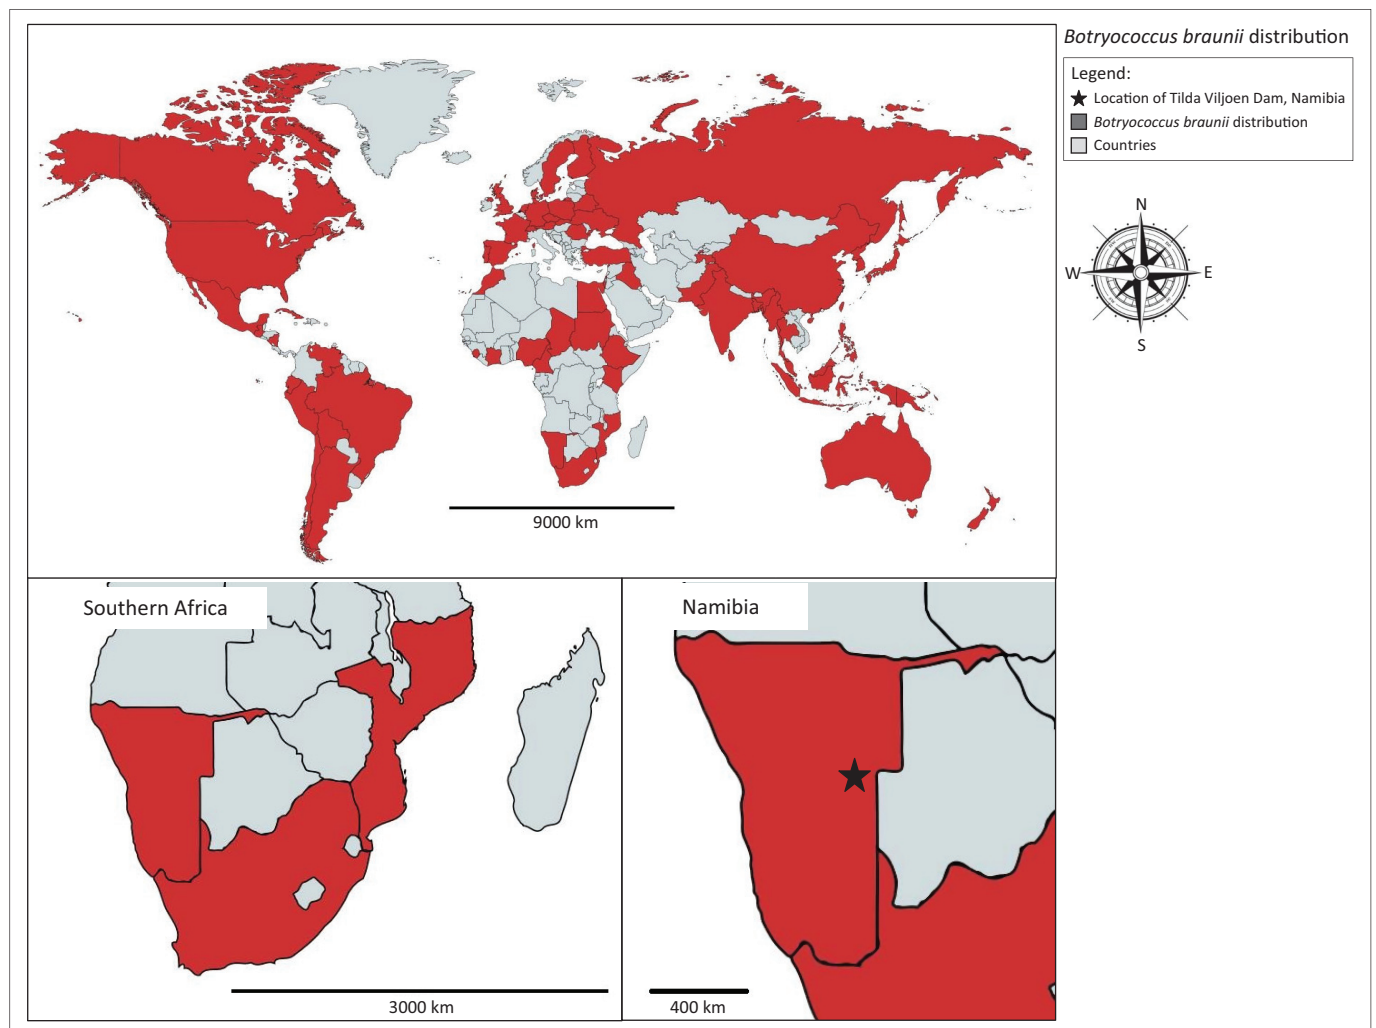 Botryococcus braunii distribution
Legend:
Location of Tilda Viljoen Dam, Namibia
Botryococcus braunii distribution
Countries
N
W
E
S
9000 km
Southern Africa
3000 km
Namibia
400 km